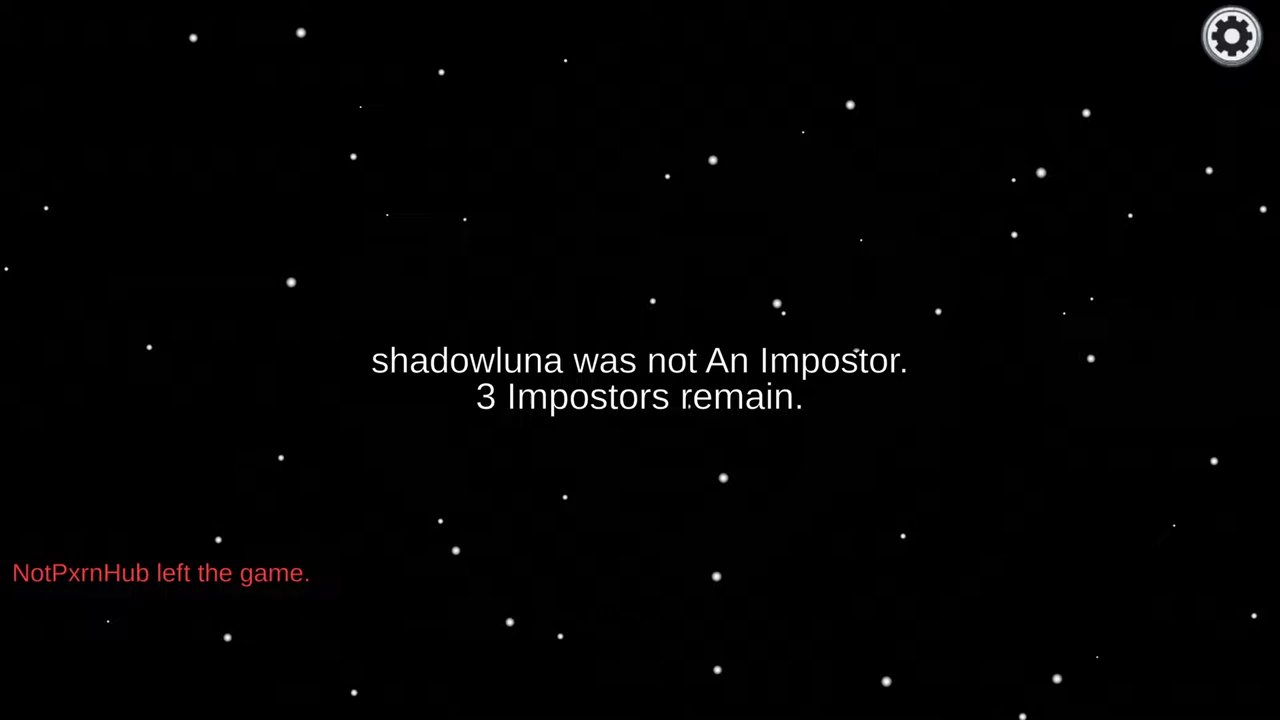 shadowluna was not An Impostor.
3 Impostors remain.
NotPxrnHub left the game.